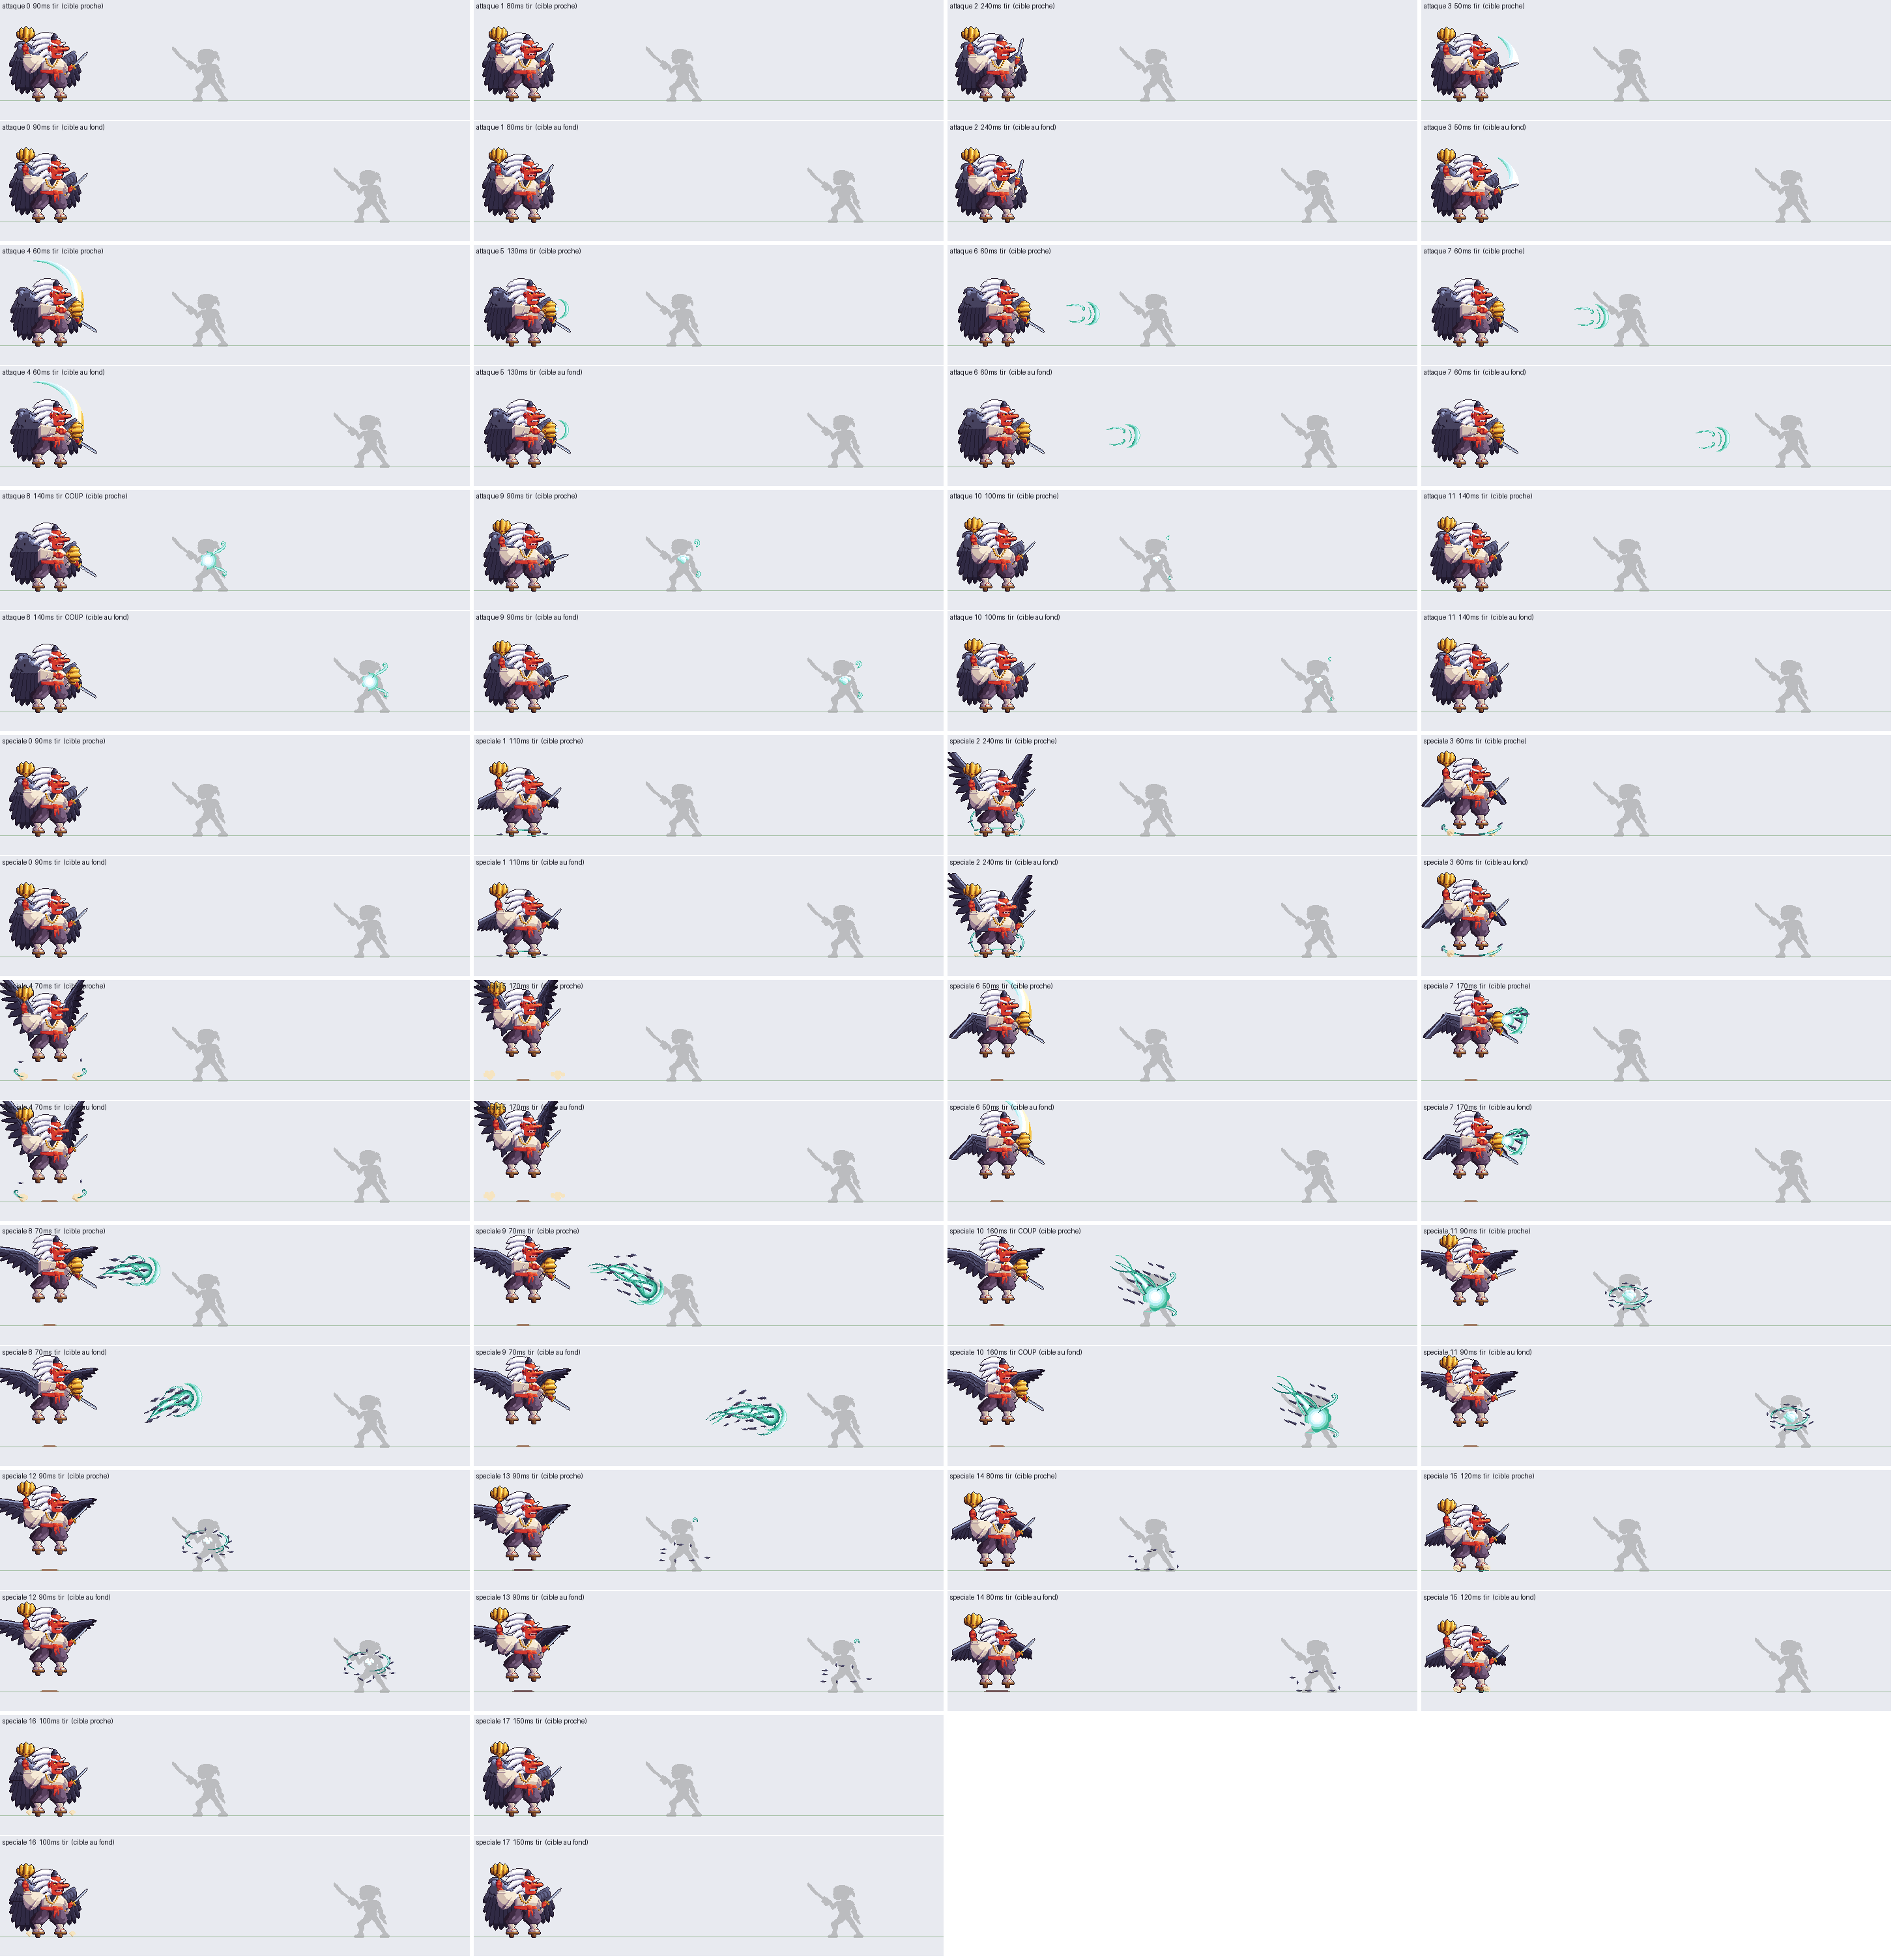 attaque 0 90ms tir (cible proche)
attaque 1 80ms tir (cible proche)
attaque 2 240ms tir (cible proche)
attaque 3 50ms tir (cible proche)
attaque 0 90ms tir (cible au fond)
attaque 1 80ms tir (cible au fond)
attaque 2 240ms tir (cible au fond)
attaque 3 50ms tir (cible au fond)
attaque 4 60ms tir (cible proche)
attaque 5 130ms tir (cible proche)
attaque 6 60ms tir (cible proche)
attaque 7 60ms tir (cible proche)
attaque 4 60ms tir (cible au fond)
attaque 5 130ms tir (cible au fond)
attaque 6 60ms tir (cible au fond)
attaque 7 60ms tir (cible au fond)
attaque 8 140ms tir COUP (cible proche)
attaque 9 90ms tir (cible proche)
attaque 10 100ms tir (cible proche)
attaque 11 140ms tir (cible proche)
attaque 8 140ms tir COUP (cible au fond)
attaque 9 90ms tir (cible au fond)
attaque 10 100ms tir (cible au fond)
attaque 11 140ms tir (cible au fond)
speciale 0 90ms tir (cible proche)
speciale 1 110ms tir (cible proche)
speciale 2 240ms tir (cible proche)
speciale 3 60ms tir (cible proche)
speciale 0 90ms tir (cible au fond)
speciale 1 110ms tir (cible au fond)
speciale 2 240ms tir (cible au fond)
speciale 3 60ms tir (cible au fond)
4 70ms tir proche)
170ms tir proche)
speciale 6 50ms tir (cible proche)
speciale 7 170ms tir (cible proche)
4 70ms tir fond)
170ms tir au fond)
speciale 6 50ms tir (cible au fond)
speciale 7 170ms tir (cible au fond)
speciale 8 70ms tir (cible proche)
speciale 9 70ms tir (cible proche)
speciale 10 160ms tir COUP (cible proche)
speciale 11 90ms tir (cible proche)
speciale 8 70ms tir (cible au fond)
speciale 9 70ms tir (cible au fond)
speciale 10 160ms tir COUP (cible au fond)
speciale 11 90ms tir (cible au fond)
speciale 12 90ms tir (cible proche)
speciale 13 90ms tir (cible proche)
speciale 14 80ms tir (cible proche)
speciale 15 120ms tir (cible proche)
speciale 12 90ms tir (cible au fond)
speciale 13 90ms tir (cible au fond)
speciale 14 80ms tir (cible au fond)
speciale 15 120ms tir (cible au fond)
speciale 16 100ms tir (cible proche)
speciale 17 150ms tir (cible proche)
speciale 16 100ms tir (cible au fond)
speciale 17 150ms tir (cible au fond)